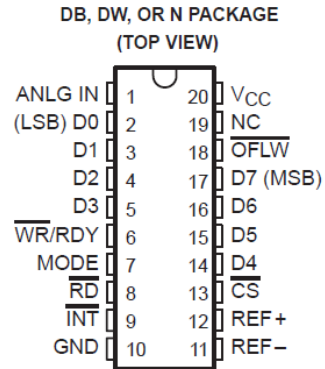 DB, DW, OR N PACKAGE
(TOP VIEW)
ANLG IN 1 20 VCC
(LSB) D0 2 19 NC
D1 3 18 OFLW
D2 4 17 D7 (MSB)
D3 5 16 D6
WR/RDY 6 15 D5
MODE 7 14 D4
RD 8 13 CS
INT 9 12 REF+
GND 10 11 REF−